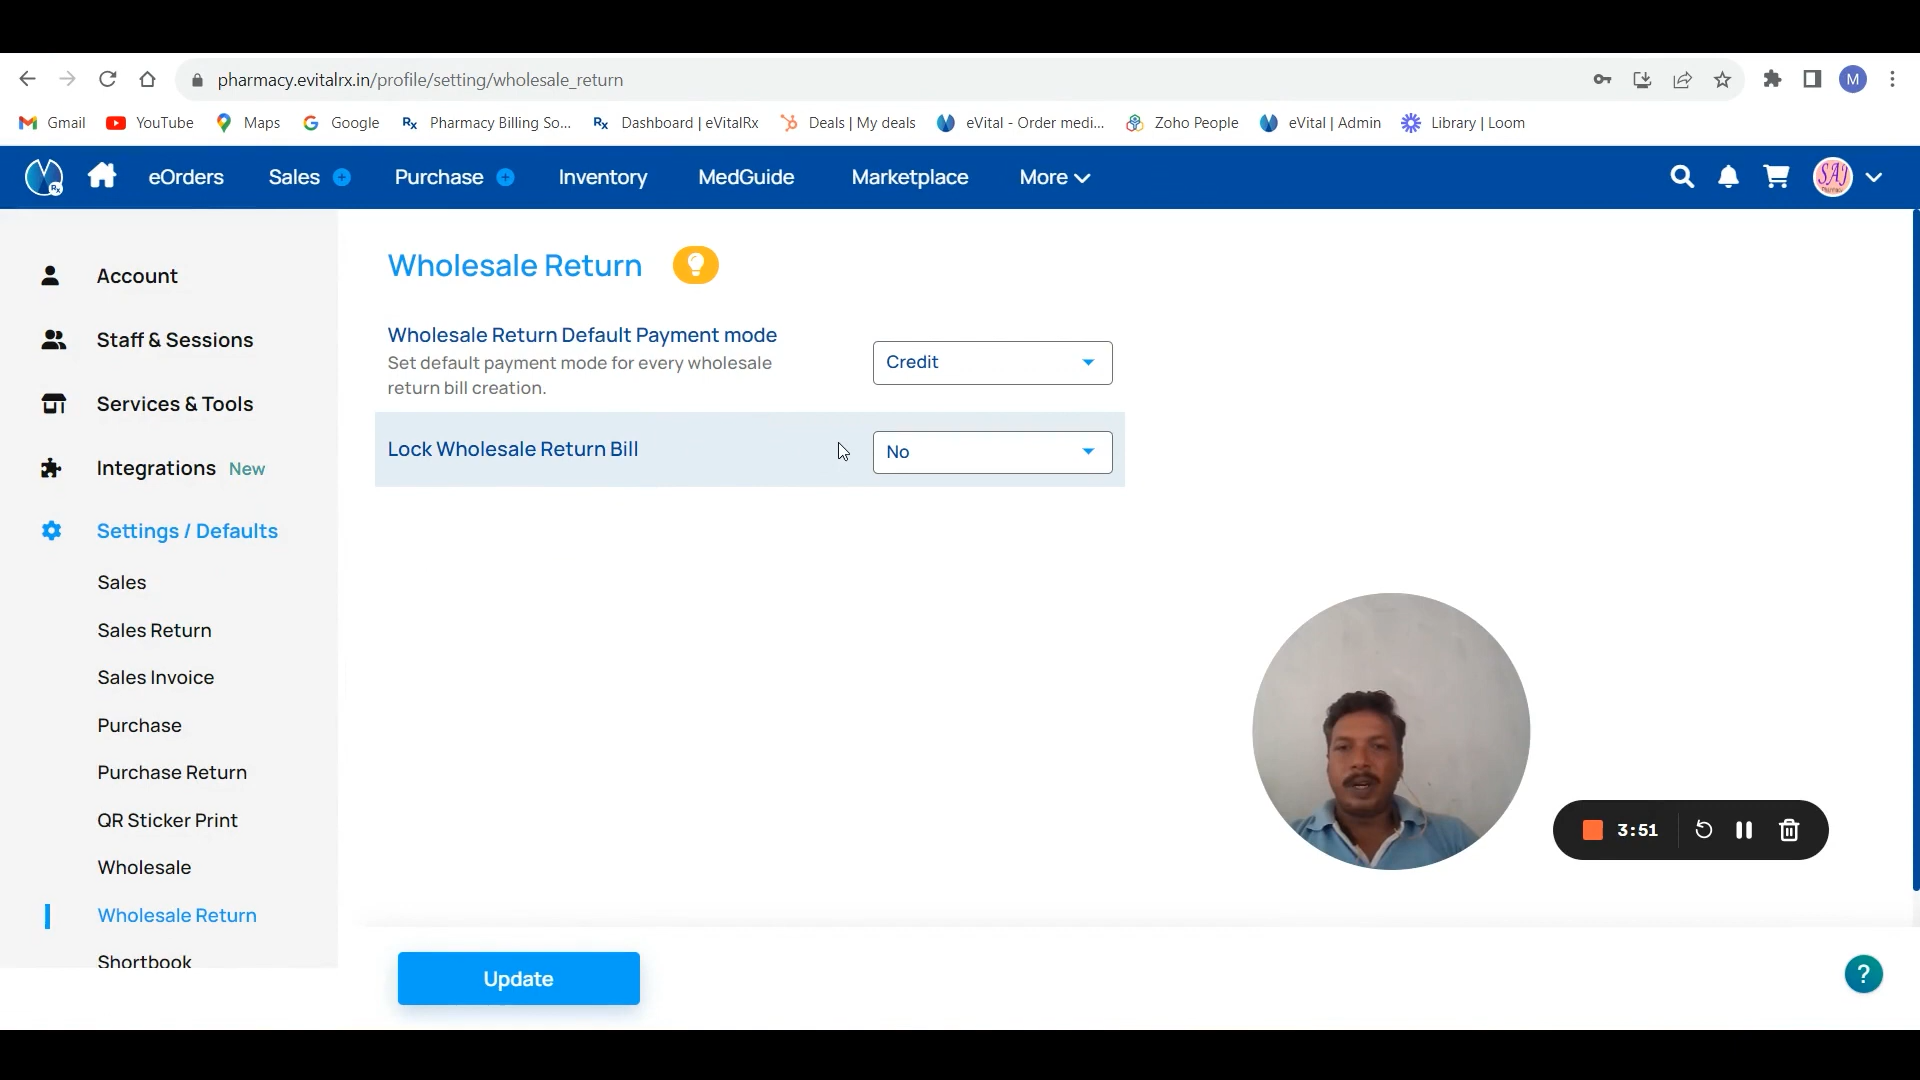 pharmacy.evitalrx.in/profile/setting/wholesale_return
M
Gmail YouTube Maps Google Pharmacy Billing So... Dashboard | eVitalRx Deals | My deals eVital - Order medi... Zoho People eVital | Admin Library | Loom
eOrders Sales Purchase Inventory MedGuide Marketplace More
Account
Staff & Sessions
Services & Tools
Integrations New
Settings / Defaults
Sales
Sales Return
Sales Invoice
Purchase
Purchase Return
QR Sticker Print
Wholesale
Wholesale Return
Shortbook
Wholesale Return
Wholesale Return Default Payment mode
Set default payment mode for every wholesale
return bill creation.
Credit
Lock Wholesale Return Bill
No
3:51
Update
?